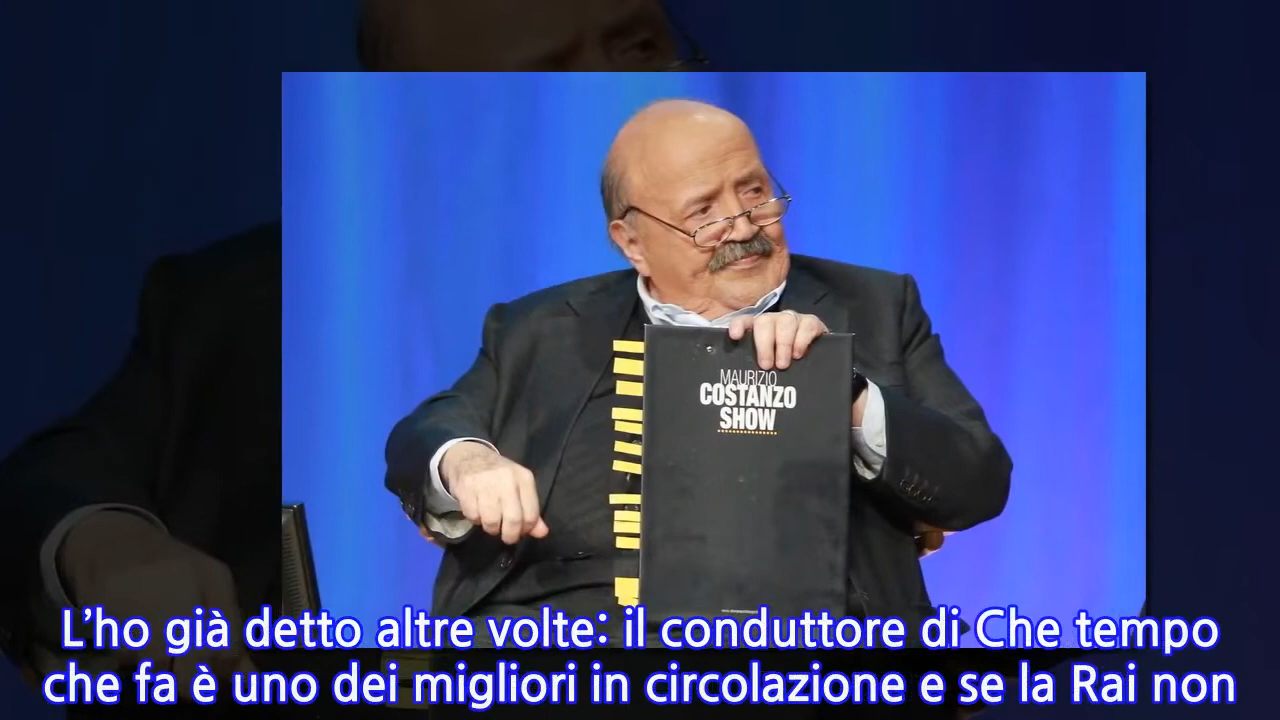 MAURIZIO
COSTANZO
SHOW
L'ho già detto altre volte: il conduttore di Che tempo
che fa è uno dei migliori in circolazione e se la Rai non